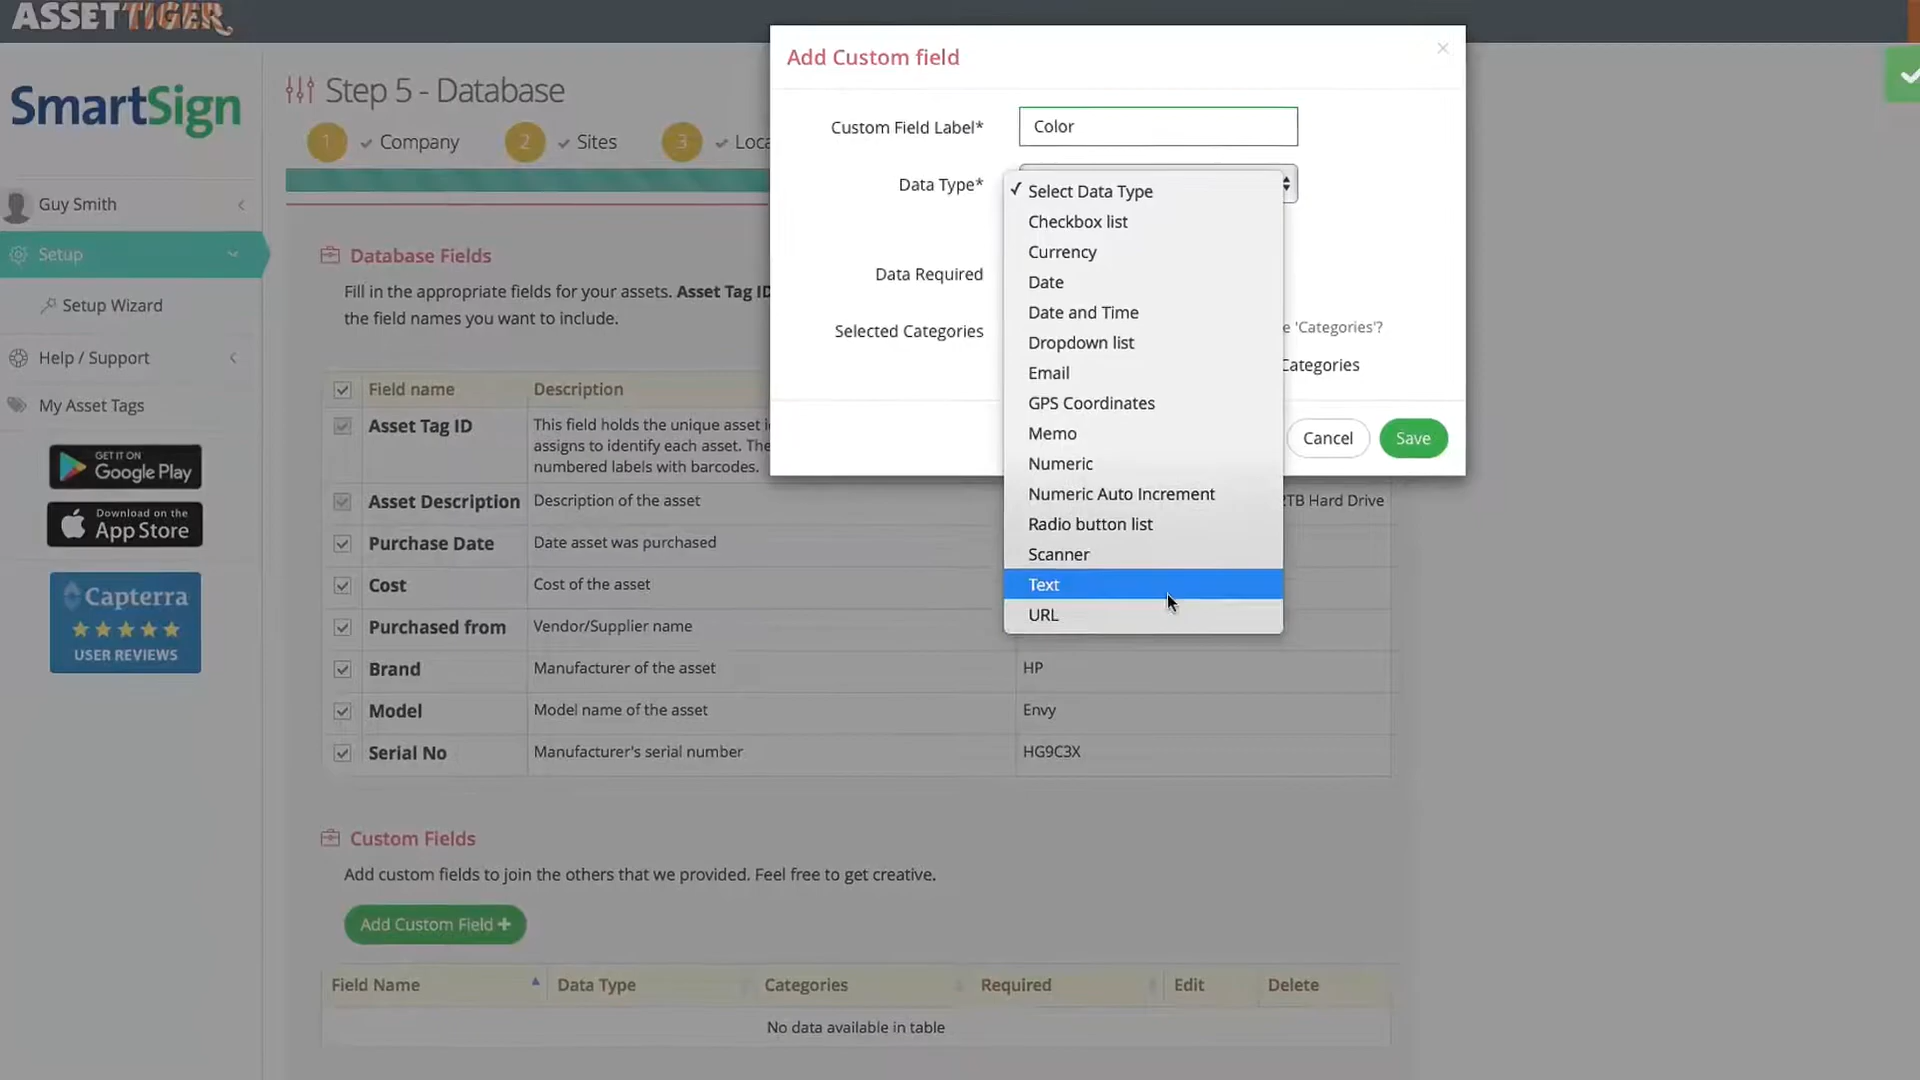 ASSETTIGER
SmartSign
Guy Smith
Setup
Setup Wizard
Help / Support
My Asset Tags
GET IT ON
Google Play
Download on the
App Store
Capterra
USER REVIEWS
Step 5 - Database
1 Company 2 Sites 3 Loca
Database Fields
Fill in the appropriate fields for your assets. Asset Tag ID
the field names you want to include.
Field name Description
Asset Tag ID This field holds the unique asset i
assigns to identify each asset. The
numbered labels with barcodes.
Asset Description Description of the asset TB Hard Drive
Purchase Date Date asset was purchased
Cost Cost of the asset
Purchased from Vendor/Supplier name
Brand Manufacturer of the asset HP
Model Model name of the asset Envy
Serial No Manufacturer's serial number HG9C3X
Custom Fields
Add custom fields to join the others that we provided. Feel free to get creative.
Add Custom Field +
Field Name Data Type Categories Required Edit Delete
No data available in table
Add Custom field ×
Custom Field Label* Color
Data Type*
Data Required
Selected Categories e 'Categories'?
Categories
Cancel Save
✓ Select Data Type
Checkbox list
Currency
Date
Date and Time
Dropdown list
Email
GPS Coordinates
Memo
Numeric
Numeric Auto Increment
Radio button list
Scanner
Text
URL